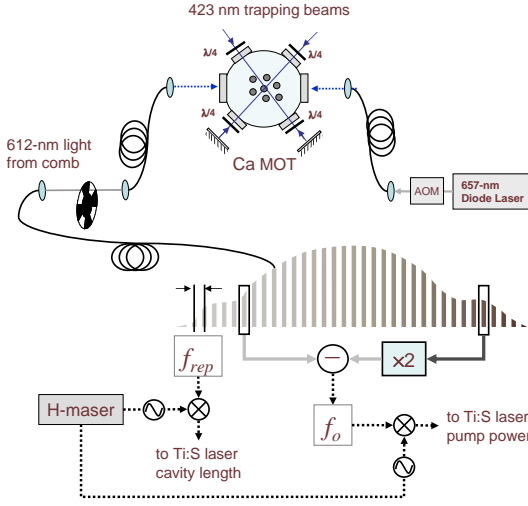 423 nm trapping beams
λ/4
λ/4
λ/4
λ/4
612-nm light
from comb
Ca MOT
AOM
657-nm
Diode Laser
f_rep
−
×2
H-maser
f_o
to Ti:S laser
cavity length
to Ti:S laser
pump power